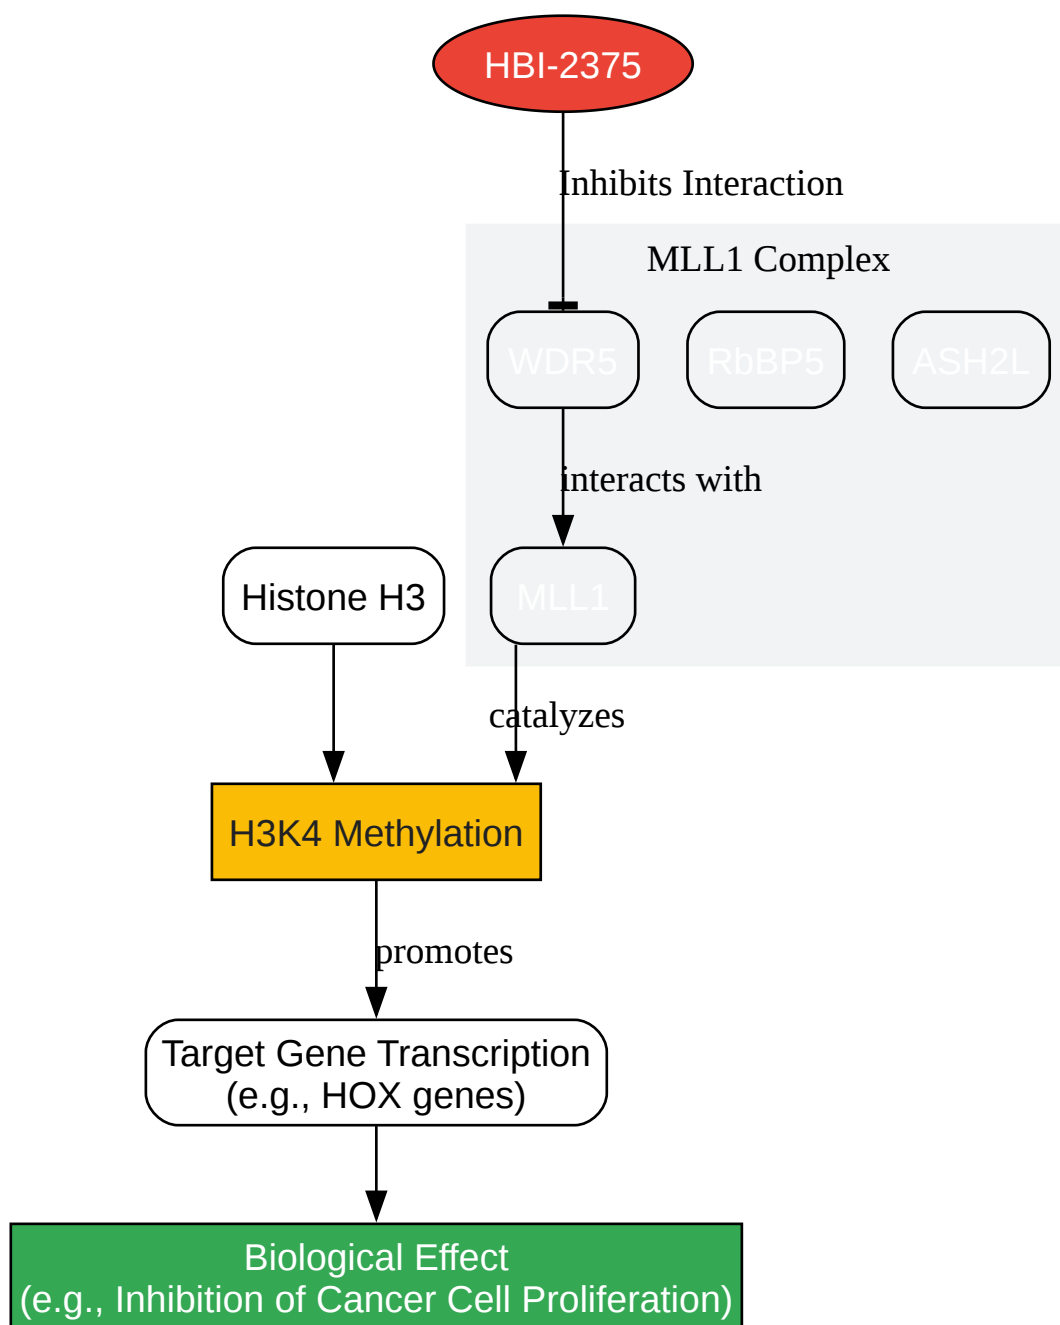 HBI-2375
Inhibits Interaction
MLL1 Complex
WDR5
RbBP5
ASH2L
interacts with
Histone H3
MLL1
catalyzes
H3K4 Methylation
promotes
Target Gene Transcription
(e.g., HOX genes)
Biological Effect
(e.g., Inhibition of Cancer Cell Proliferation)